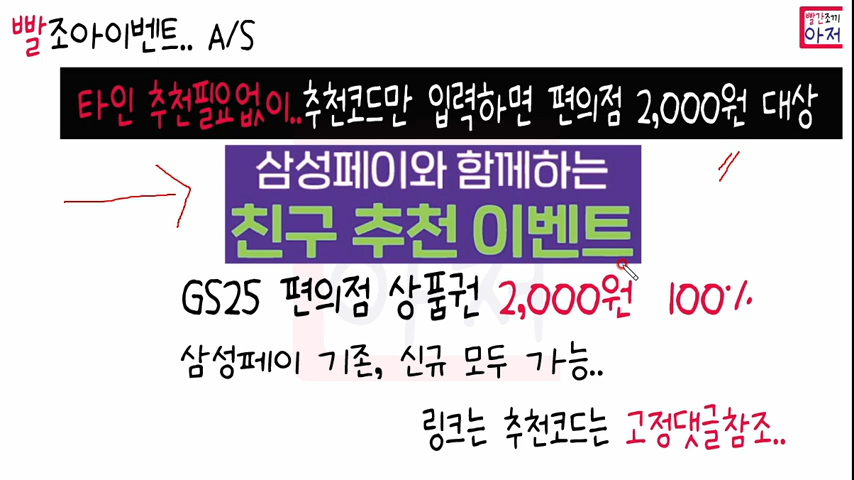 빨조아이벤트.. A/S
빨간조끼
아저
타인 추천필요없이..추천코드만 입력하면 편의점 2,000원 대상
삼성페이와 함께하는
친구 추천 이벤트
GS25 편의점 상품권 2,000원 100%
삼성페이 기존, 신규 모두 가능..
링크는 추천코드는 고정댓글참조..